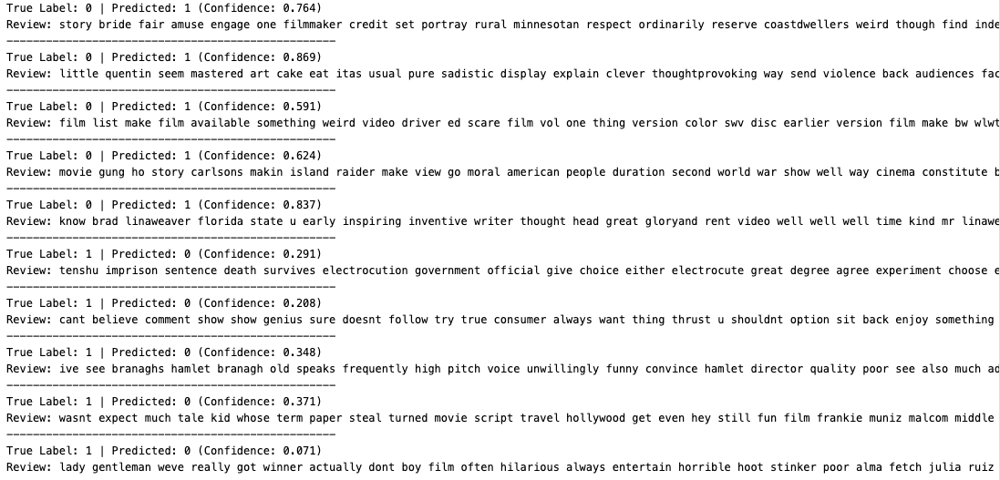 True Label: 0 | Predicted: 1 (Confidence: 0.764)
Review: story bride fair amuse engage one filmmaker credit set portray rural minnesotan respect ordinarily reserve coastdwellers weird though find inde
--------------------------------------------------
True Label: 0 | Predicted: 1 (Confidence: 0.869)
Review: little quentin seem mastered art cake eat itas usual pure sadistic display explain clever thoughtprovoking way send violence back audiences fac
--------------------------------------------------
True Label: 0 | Predicted: 1 (Confidence: 0.591)
Review: film list make film available something weird video driver ed scare film vol one thing version color swv disc earlier version film make bw wlwt
--------------------------------------------------
True Label: 0 | Predicted: 1 (Confidence: 0.624)
Review: movie gung ho story carlsons makin island raider make view go moral american people duration second world war show well way cinema constitute b
--------------------------------------------------
True Label: 0 | Predicted: 1 (Confidence: 0.837)
Review: know brad linaweaver florida state u early inspiring inventive writer thought head great gloryand rent video well well well time kind mr linawe
--------------------------------------------------
True Label: 1 | Predicted: 0 (Confidence: 0.291)
Review: tenshu imprison sentence death survives electrocution government official give choice either electrocute great degree agree experiment choose e
--------------------------------------------------
True Label: 1 | Predicted: 0 (Confidence: 0.208)
Review: cant believe comment show show genius sure doesnt follow try true consumer always want thing thrust u shouldnt option sit back enjoy something
--------------------------------------------------
True Label: 1 | Predicted: 0 (Confidence: 0.348)
Review: ive see branaghs hamlet branagh old speaks frequently high pitch voice unwillingly funny convince hamlet director quality poor see also much ad
--------------------------------------------------
True Label: 1 | Predicted: 0 (Confidence: 0.371)
Review: wasnt expect much tale kid whose term paper steal turned movie script travel hollywood get even hey still fun film frankie muniz malcom middle
--------------------------------------------------
True Label: 1 | Predicted: 0 (Confidence: 0.071)
Review: lady gentleman weve really got winner actually dont boy film often hilarious always entertain horrible hoot stinker poor alma fetch julia ruiz